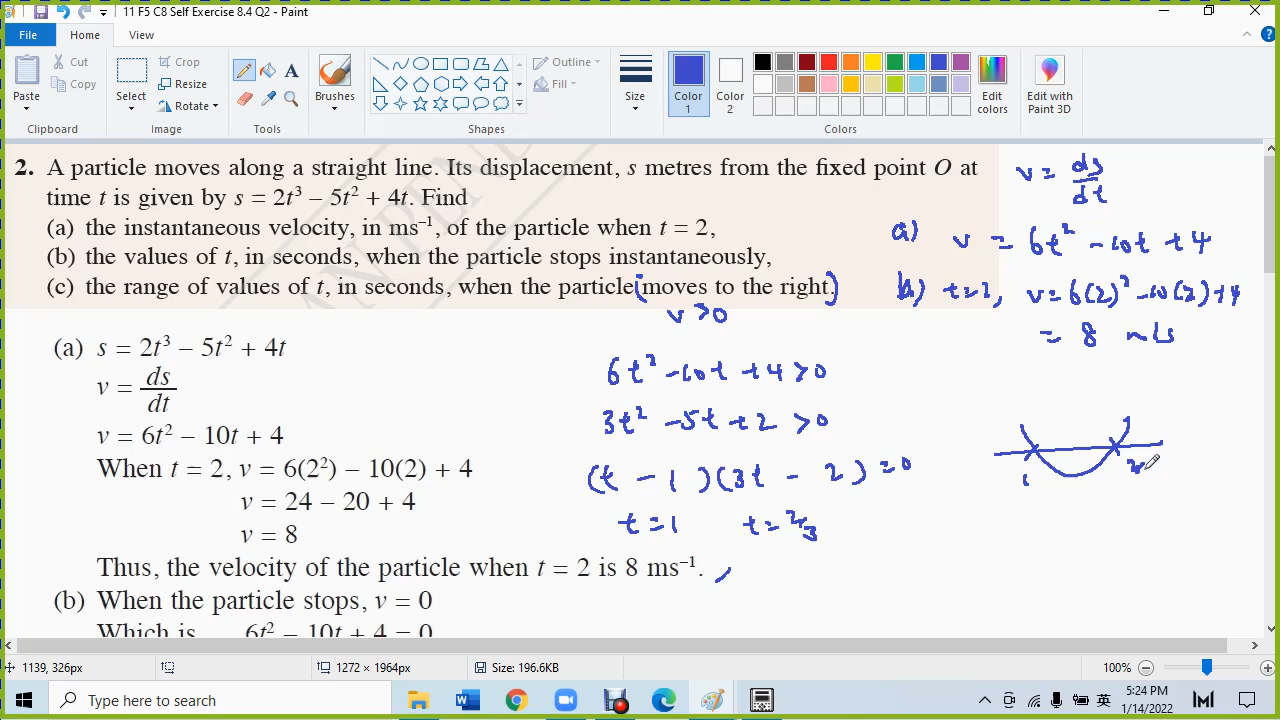 11 F5 C8 Self Exercise 8.4 Q2 - Paint
File Home View
Paste Cut Copy Clipboard
Select Crop Resize Rotate Image
Tools
Brushes
Outline Fill Shapes
Size
Color 1 Color 2 Edit colors Colors
Edit with Paint 3D
2. A particle moves along a straight line. Its displacement, s metres from the fixed point O at
time t is given by s = 2t³ – 5t² + 4t. Find
(a) the instantaneous velocity, in ms⁻¹, of the particle when t = 2,
(b) the values of t, in seconds, when the particle stops instantaneously,
(c) the range of values of t, in seconds, when the particle (moves to the right.)
v > 0
v = ds/dt
a) v = 6t² - 10t + 4
t=2, v = 6(2)² - 10(2) + 4
= 8 m/s
(a) s = 2t³ – 5t² + 4t
v = ds/dt
v = 6t² – 10t + 4
When t = 2, v = 6(2²) – 10(2) + 4
v = 24 – 20 + 4
v = 8
Thus, the velocity of the particle when t = 2 is 8 ms⁻¹.
(b) When the particle stops, v = 0
Which is 6t² – 10t + 4 = 0
6t² - 10t + 4 > 0
3t² - 5t + 2 > 0
(t - 1)(3t - 2) = 0
t = 1 t = 2/3
1
1139, 326px
1272 × 1964px
Size: 196.6KB
100%
Type here to search
英
5:24 PM
1/14/2022